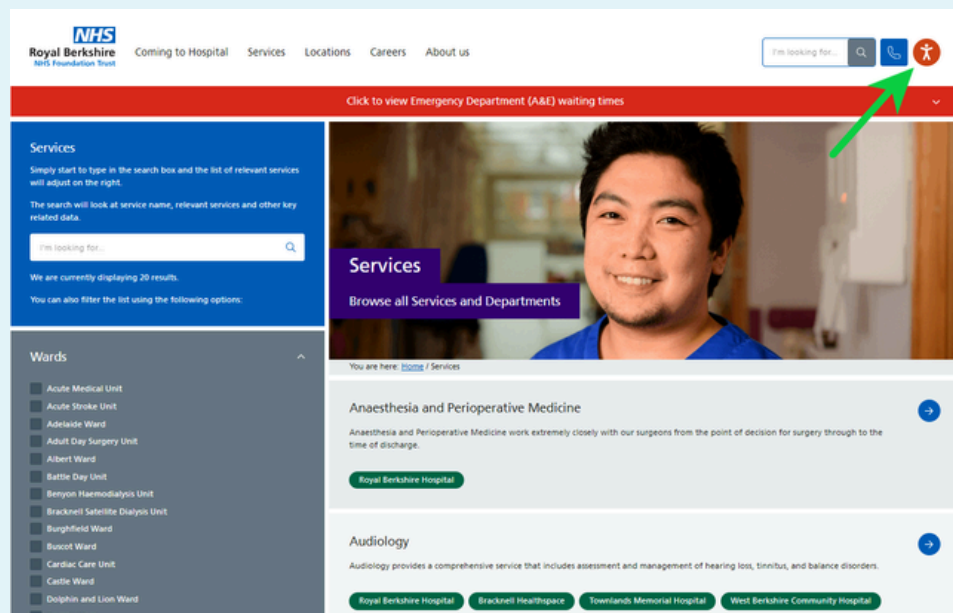 NHS
Royal Berkshire
NHS Foundation Trust
Coming to Hospital
Services
Locations
Careers
About us
I'm looking for...
Click to view Emergency Department (A&E) waiting times
Services
Simply start to type in the search box and the list of relevant services
will adjust on the right.
The search will look at service name, relevant services and other key
related data.
I'm looking for...
We are currently displaying 20 results.
You can also filter the list using the following options:
Wards
Acute Medical Unit
Acute Stroke Unit
Adelaide Ward
Adult Day Surgery Unit
Albert Ward
Battle Day Unit
Benyon Haemodialysis Unit
Bracknell Satellite Dialysis Unit
Burghfield Ward
Buscot Ward
Cardiac Care Unit
Castle Ward
Dolphin and Lion Ward
Services
Browse all Services and Departments
You are here: Home / Services
Anaesthesia and Perioperative Medicine
Anaesthesia and Perioperative Medicine work extremely closely with our surgeons from the point of decision for surgery through to the
time of discharge.
Royal Berkshire Hospital
Audiology
Audiology provides a comprehensive service that includes assessment and management of hearing loss, tinnitus, and balance disorders.
Royal Berkshire Hospital
Bracknell Healthspace
Townlands Memorial Hospital
West Berkshire Community Hospital